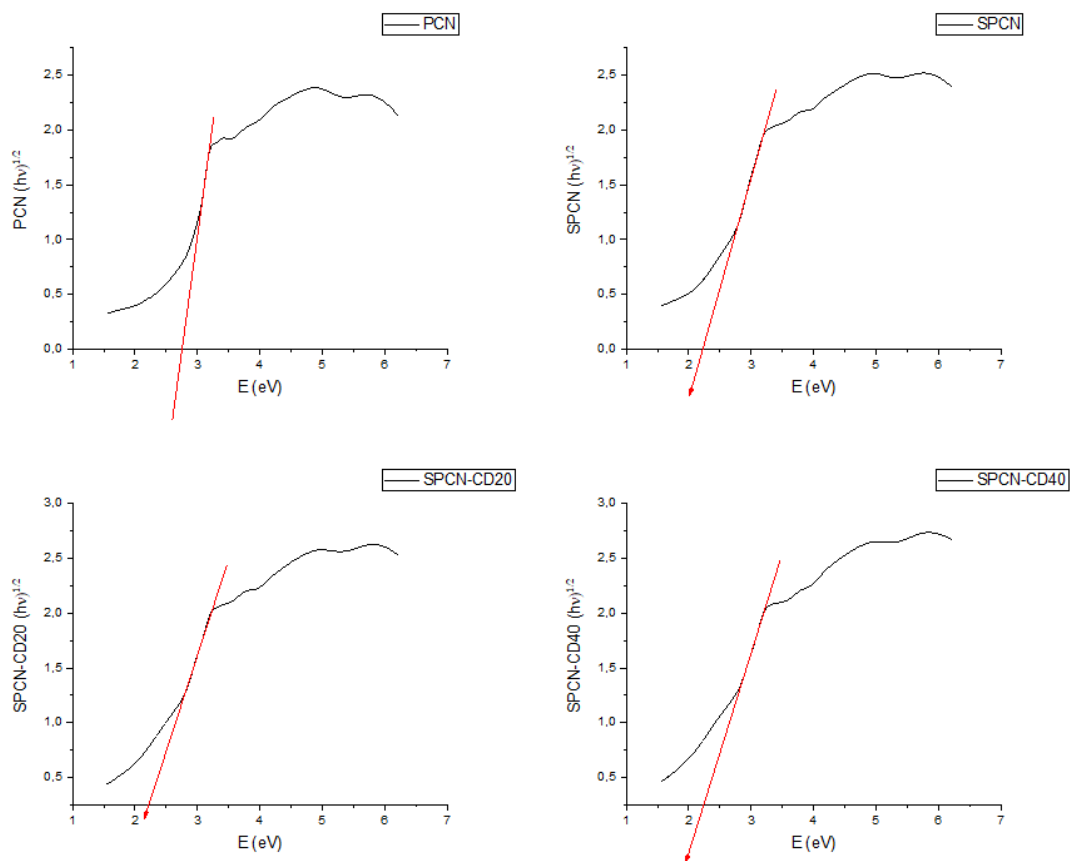 PCN
PCN (hν)1/2
2,5
2,0
1,5
1,0
0,5
0,0
1 2 3 4 5 6 7
E (eV)
SPCN
SPCN (hν)1/2
2,5
2,0
1,5
1,0
0,5
0,0
1 2 3 4 5 6 7
E (eV)
SPCN-CD20
SPCN-CD20 (hν)1/2
3,0
2,5
2,0
1,5
1,0
0,5
1 2 3 4 5 6 7
E (eV)
SPCN-CD40
SPCN-CD40 (hν)1/2
3,0
2,5
2,0
1,5
1,0
0,5
1 2 3 4 5 6 7
E (eV)